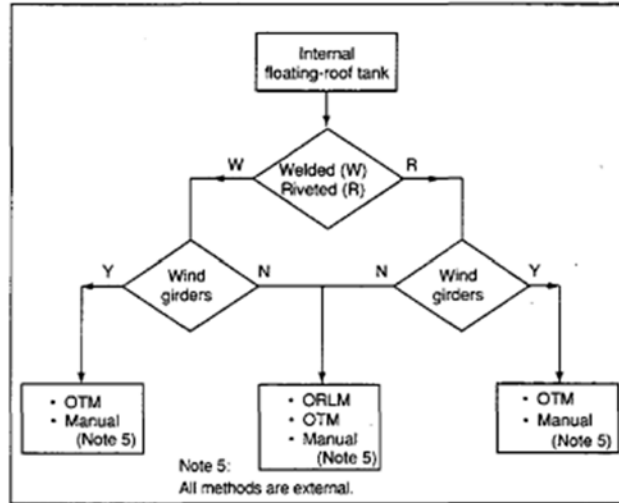 Internal
floating-roof tank
W
Welded (W)
Riveted (R)
R
Y
Wind
girders
N
N
Wind
girders
Y
• OTM
• Manual
(Note 5)
• ORLM
• OTM
• Manual
(Note 5)
• OTM
• Manual
(Note 5)
Note 5:
All methods are external.